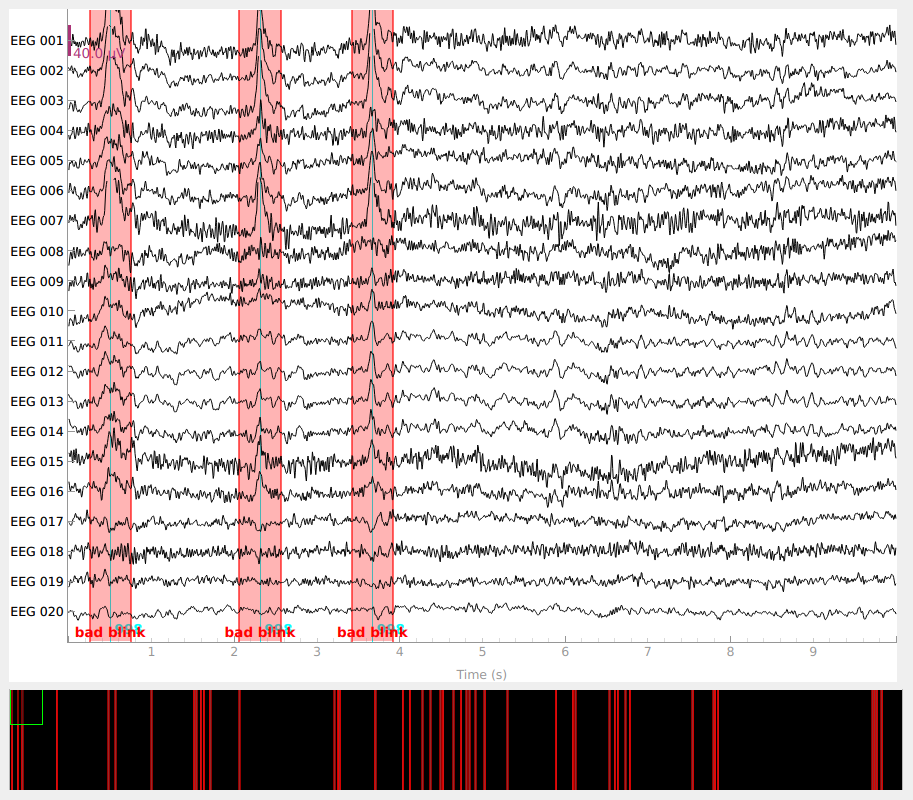 EEG 001
40.0 µV
EEG 002
EEG 003
EEG 004
EEG 005
EEG 006
EEG 007
EEG 008
EEG 009
EEG 010
EEG 011
EEG 012
EEG 013
EEG 014
EEG 015
EEG 016
EEG 017
EEG 018
EEG 019
EEG 020
998 998 998
bad blink bad blink bad blink
1 2 3 4 5 6 7 8 9
Time (s)